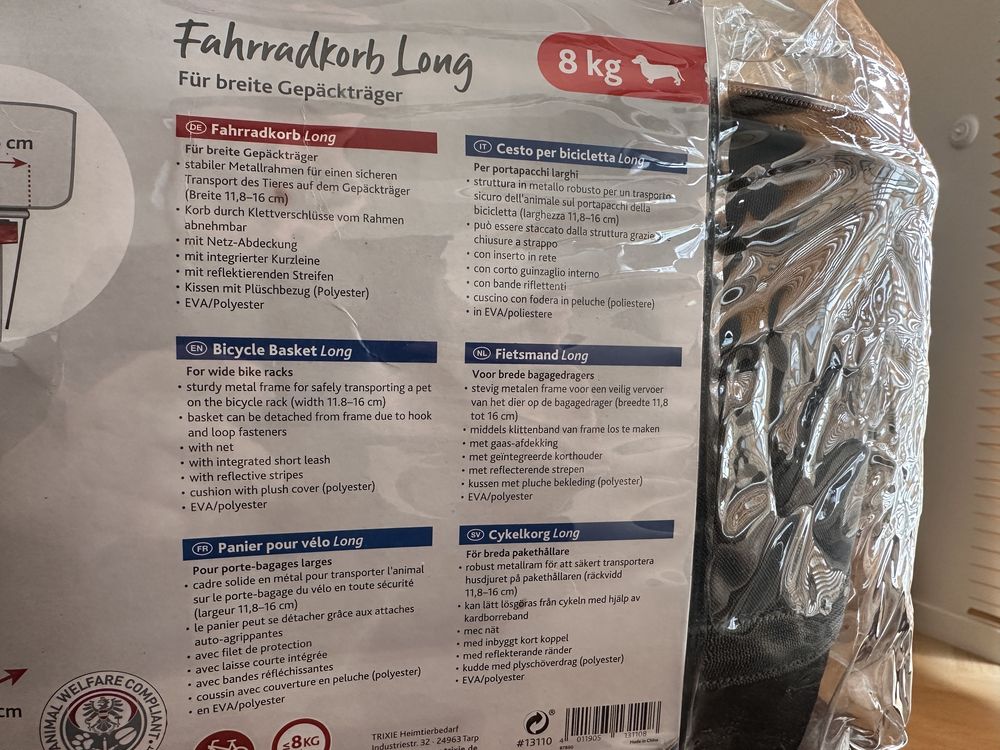 Fahrradkorb Long
Für breite Gepäckträger
8 kg
cm
DE Fahrradkorb Long
Für breite Gepäckträger
• stabiler Metallrahmen für einen sicheren
Transport des Tieres auf dem Gepäckträger
(Breite 11,8–16 cm)
• Korb durch Klettverschlüsse vom Rahmen
abnehmbar
• mit Netz-Abdeckung
• mit integrierter Kurzleine
• mit reflektierenden Streifen
• Kissen mit Plüschbezug (Polyester)
• EVA/Polyester
IT Cesto per bicicletta Long
Per portapacchi larghi
• struttura in metallo robusto per un trasporto
sicuro dell'animale sul portapacchi della
bicicletta (larghezza 11,8–16 cm)
• può essere staccato dalla struttura grazie
chiusure a strappo
• con inserto in rete
• con corto guinzaglio interno
• con bande riflettenti
• cuscino con fodera in peluche (poliestere)
• in EVA/poliestere
EN Bicycle Basket Long
For wide bike racks
• sturdy metal frame for safely transporting a pet
on the bicycle rack (width 11.8–16 cm)
• basket can be detached from frame due to hook
and loop fasteners
• with net
• with integrated short leash
• with reflective stripes
• cushion with plush cover (polyester)
• EVA/polyester
NL Fietsmand Long
Voor brede bagagedragers
• stevig metalen frame voor een veilig vervoer
van het dier op de bagagedrager (breedte 11,8
tot 16 cm)
• middels klittenband van frame los te maken
• met gaas-afdekking
• met geïntegreerde korthouder
• met reflecterende strepen
• kussen met pluche bekleding (polyester)
• EVA/polyester
FR Panier pour vélo Long
Pour porte-bagages larges
• cadre solide en métal pour transporter l'animal
sur le porte-bagage du vélo en toute sécurité
(largeur 11,8–16 cm)
• le panier peut se détacher grâce aux attaches
auto-agrippantes
• avec filet de protection
• avec laisse courte intégrée
• avec bandes réfléchissantes
• coussin avec couverture en peluche (polyester)
• en EVA/polyester
SV Cykelkorg Long
För breda pakethållare
• robust metallram för att säkert transportera
husdjuret på pakethållaren (räckvidd
11,8–16 cm)
• kan lätt lösgöras från cykeln med hjälp av
kardborreband
• mec nät
• med inbyggt kort koppel
• med reflekterande ränder
• kudde med plyschöverdrag (polyester)
• EVA/polyester
cm
ANIMAL WELFARE COMPLIANT
≤8KG
TRIXIE Heimtierbedarf
Industriestr. 32 · 24963 Tarp
#13110
4 011905 131108
Made in China